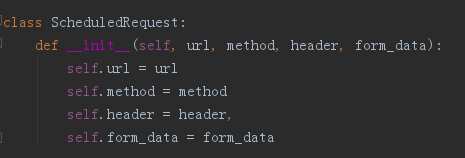 class ScheduledRequest:
    def __init__(self, url, method, header, form_data):
        self.url = url
        self.method = method
        self.header = header,
        self.form_data = form_data